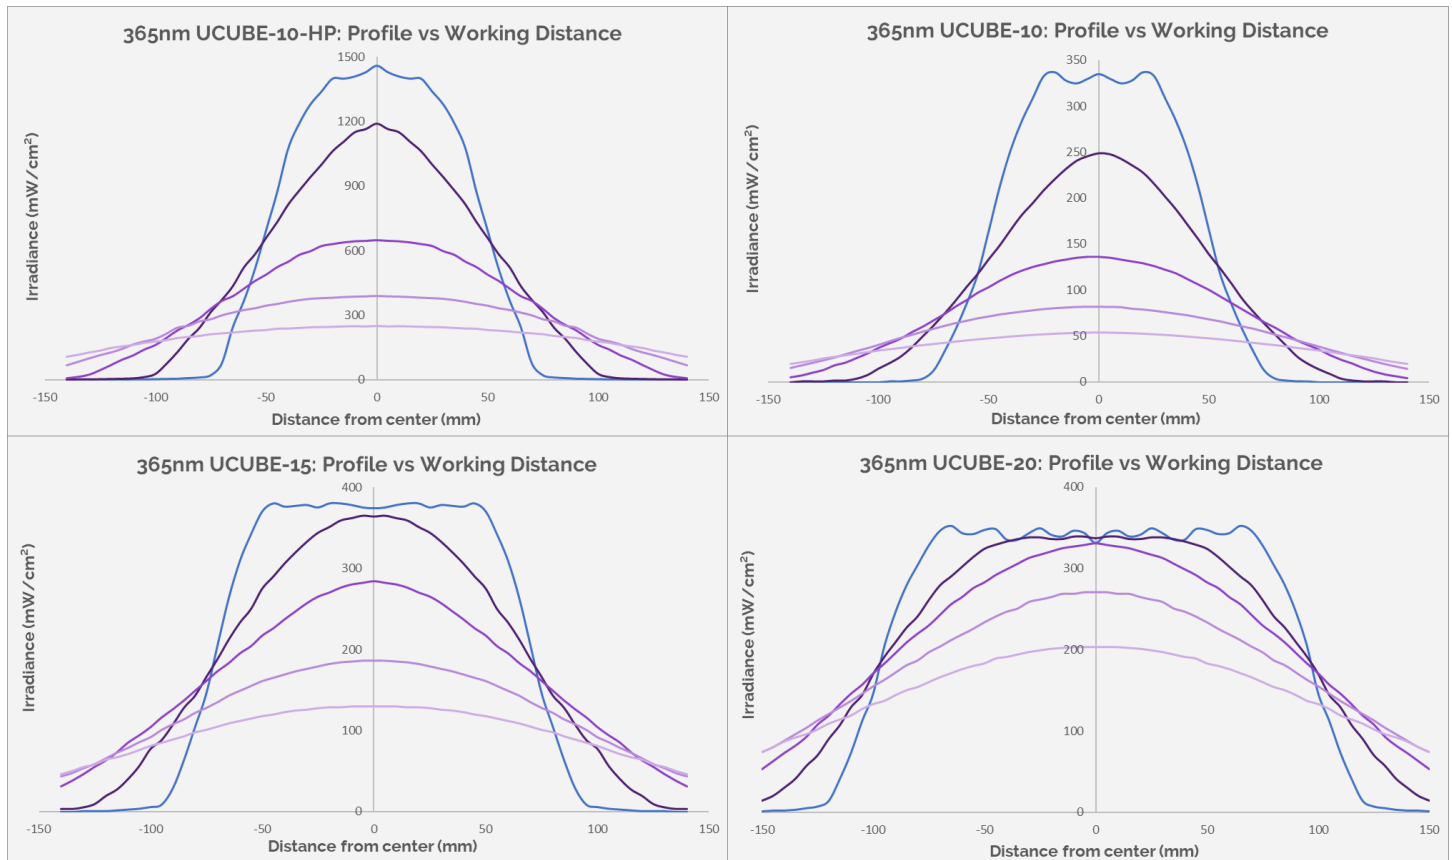 365nm UCUBE-10-HP: Profile vs Working Distance
1500
1200
900
600
300
0
Irradiance (mW/cm²)
-150 -100 -50 0 50 100 150
Distance from center (mm)
365nm UCUBE-10: Profile vs Working Distance
350
300
250
200
150
100
50
0
Irradiance (mW/cm²)
-150 -100 -50 0 50 100 150
Distance from center (mm)
365nm UCUBE-15: Profile vs Working Distance
400
300
200
100
0
Irradiance (mW/cm²)
-150 -100 -50 0 50 100 150
Distance from center (mm)
365nm UCUBE-20: Profile vs Working Distance
400
300
200
100
0
Irradiance (mW/cm²)
-150 -100 -50 0 50 100 150
Distance from center (mm)